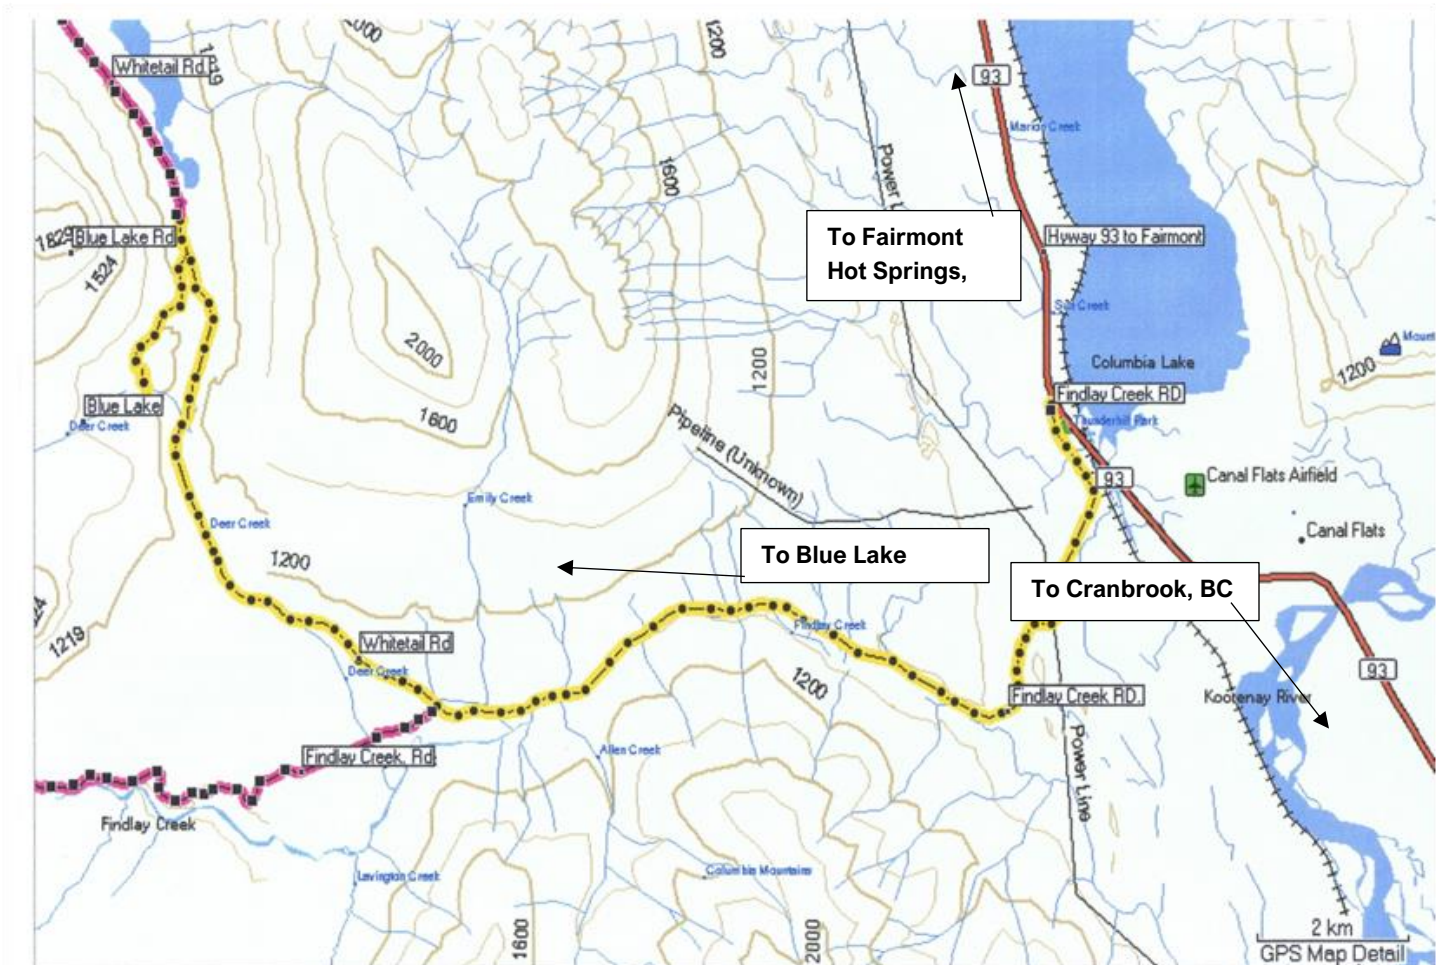 2000
1200
Whitetail Rd.
93
Marion Creek
Power L
1600
To Fairmont
Hot Springs,
Hyway 93 to Fairmont
1829
Blue Lake Rd
1524
2000
Columbia Lake
1200
1200
Findlay Creek RD
Thunderhill Park
Blue Lake
Deer Creek
1600
Pipeline (Unknown)
93
Canal Flats Airfield
Emily Creek
Deer Creek
Canal Flats
1200
To Blue Lake
To Cranbrook, BC
1219
Whitetail Rd
Findlay Creek
Deer Creek
1200
Findlay Creek RD.
93
Kootenay River
Findlay Creek, Rd
Allen Creek
Power Line
Findlay Creek
Lavington Creek
Columbia Mountains
1600
2000
2 km
GPS Map Detail